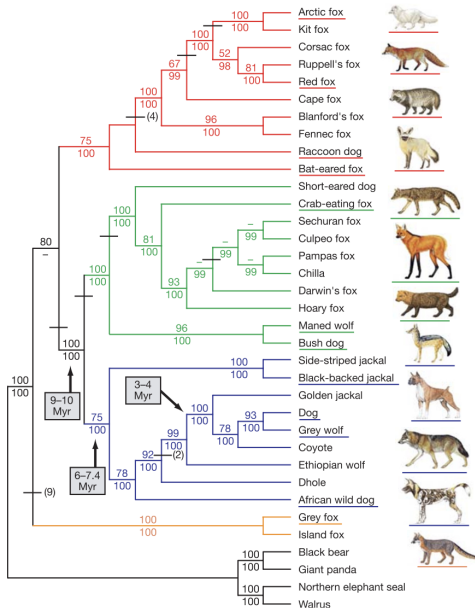 Arctic fox
100
100
Kit fox
100
100
Corsac fox
52
98
Ruppell's fox
81
100
Red fox
67
99
Cape fox
100
100
(4)
96
100
Blanford's fox
Fennec fox
75
100
Raccoon dog
Bat-eared fox
Short-eared dog
100
100
Crab-eating fox
Sechuran fox
–
99
Culpeo fox
80
–
81
100
–
99
Pampas fox
–
99
Chilla
93
100
Darwin's fox
Hoary fox
96
100
Maned wolf
Bush dog
100
100
100
100
Side-striped jackal
Black-backed jackal
9–10
Myr
3–4
Myr
Golden jackal
75
100
100
100
93
100
Dog
78
100
Grey wolf
Coyote
99
100
(2)
Ethiopian wolf
6–7.4
Myr
92
100
Dhole
78
100
African wild dog
(9)
100
100
Grey fox
Island fox
100
100
Black bear
Giant panda
100
100
Northern elephant seal
Walrus